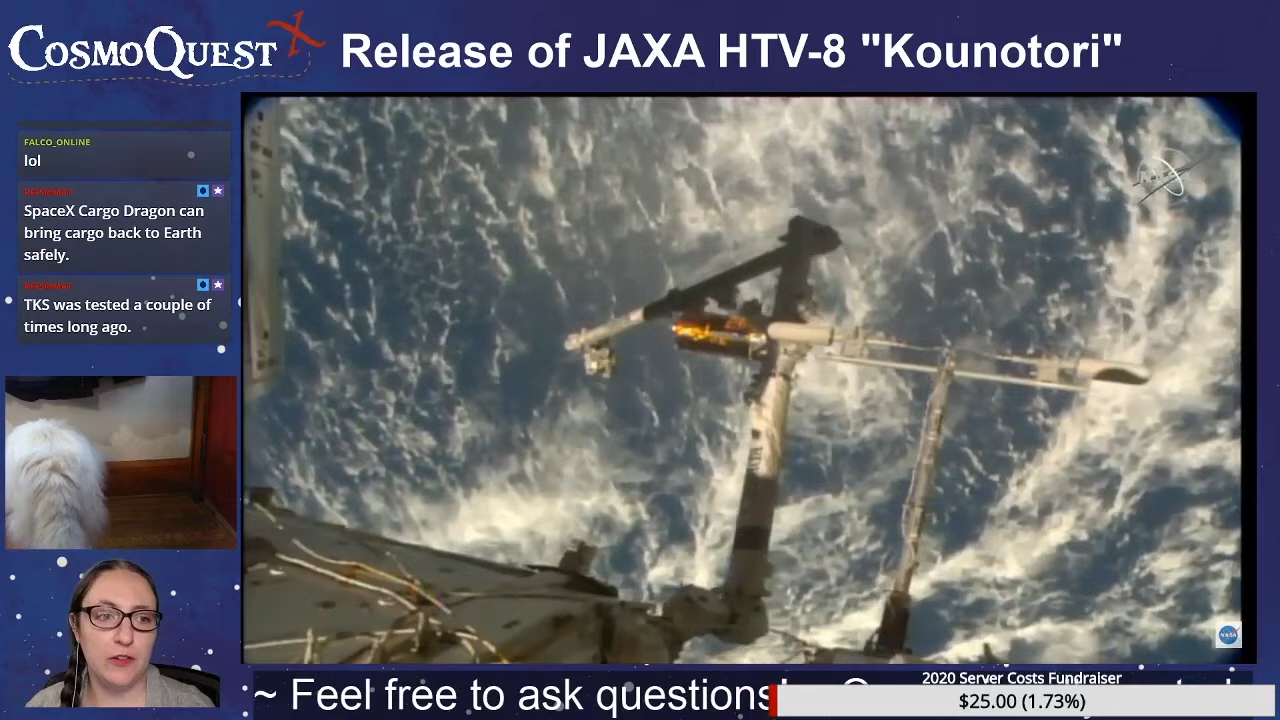 COSMOQUEST X
Release of JAXA HTV-8 "Kounotori"
FALCO_ONLINE
lol
SpaceX Cargo Dragon can
bring cargo back to Earth
safely.
TKS was tested a couple of
times long ago.
NASA
~ Feel free to ask questions!
2020 Server Costs Fundraiser
$25.00 (1.73%)